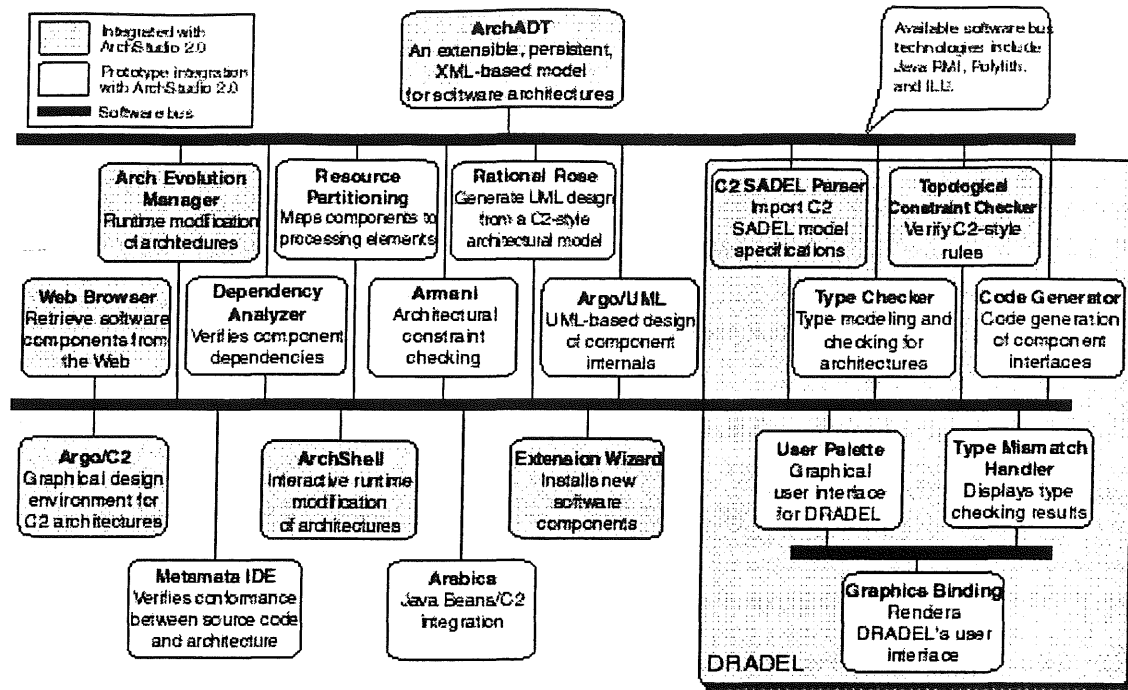 Integrated with
ArchStudio 2.0
Prototype integration
with ArchStudio 2.0
Software bus
ArchADT
An extensible, persistent,
XML-based model
for software architectures
Available software bus
technologies include
Java RMI, Polylith,
and ILU.
Arch Evolution
Manager
Runtime modification
of architectures
Resource
Partitioning
Maps components to
processing elements
Rational Rose
Generate UML design
from a C2-style
architectural model
C2 SADEL Parser
Import C2
SADEL model
specifications
Topological
Constraint Checker
Verify C2-style
rules
Web Browser
Retrieve software
components from
the Web
Dependency
Analyzer
Verifies component
dependencies
Armani
Architectural
constraint
checking
Argo/UML
UML-based design
of component
internals
Type Checker
Type modeling and
checking for
architectures
Code Generator
Code generation
of component
interfaces
Argo/C2
Graphical design
environment for
C2 architectures
ArchShell
Interactive runtime
modification
of architectures
Extension Wizard
Installs new
software
components
User Palette
Graphical
user interface
for DRADEL
Type Mismatch
Handler
Displays type
checking results
Metamata IDE
Verifies conformance
between source code
and architecture
Arabica
Java Beans/C2
integration
Graphics Binding
Renders
DRADEL's user
interface
DRADEL